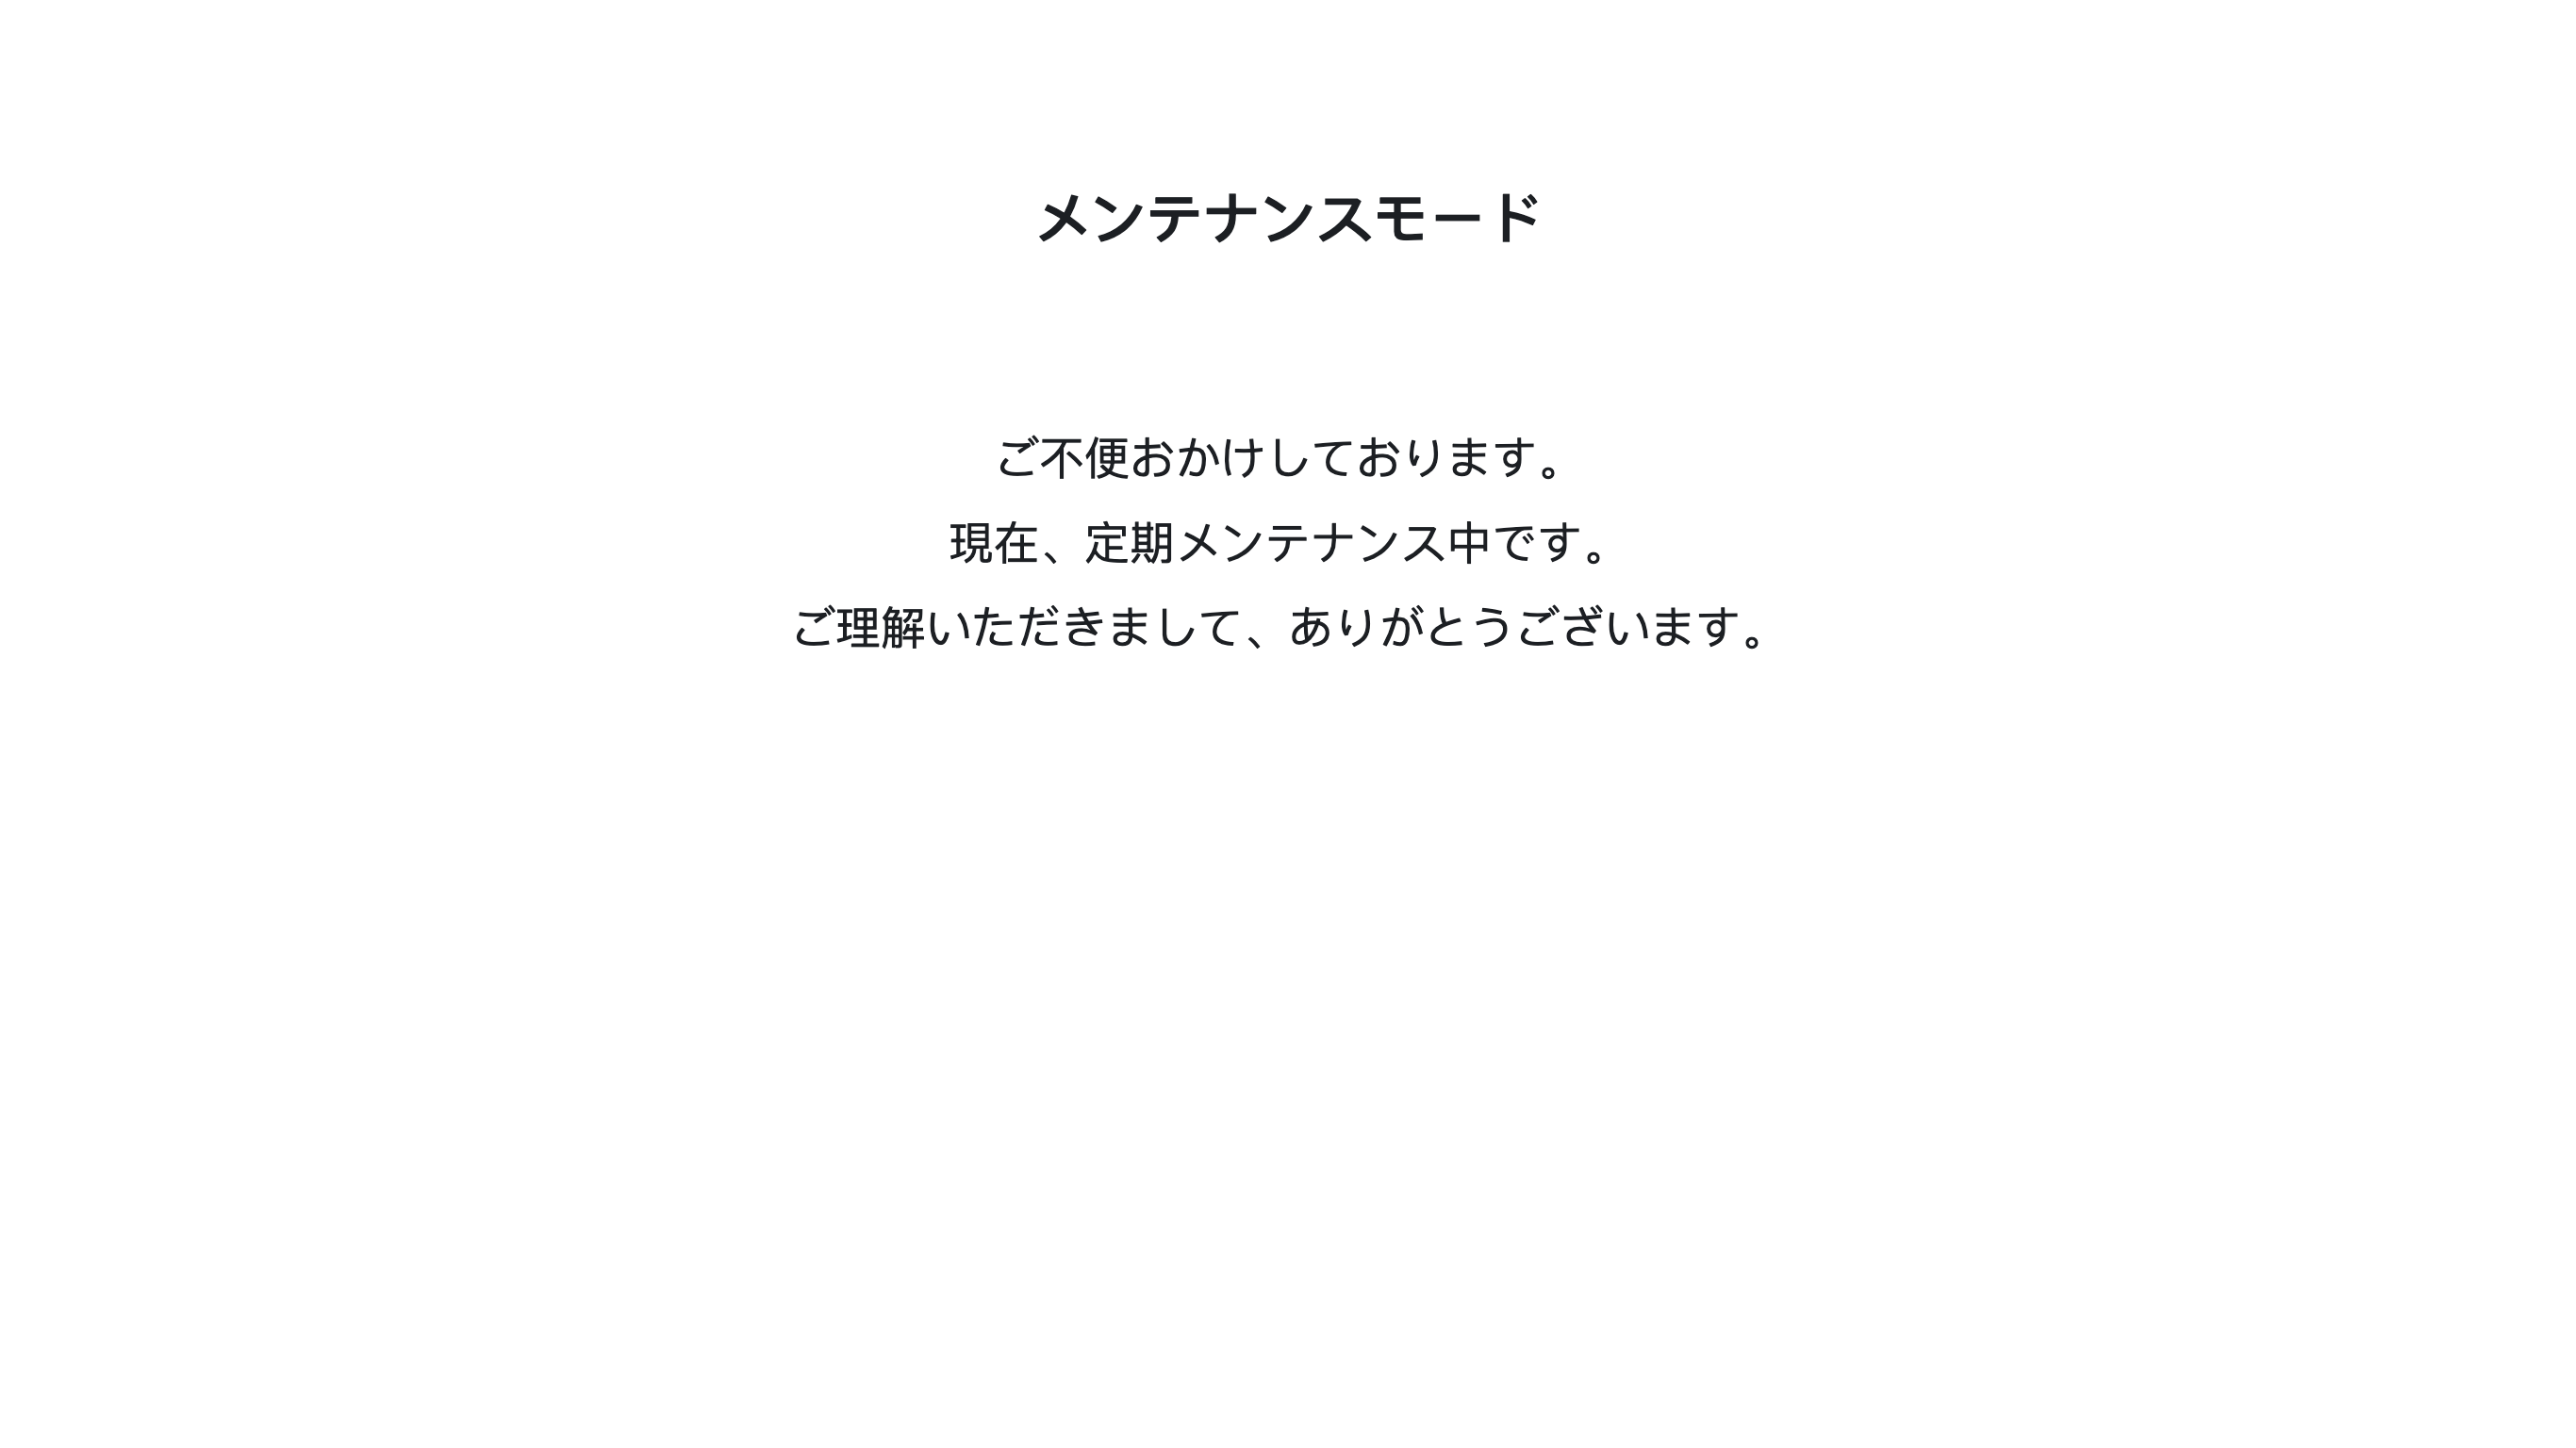 メンテナンスモード
ご不便おかけしております。
現在、定期メンテナンス中です。
ご理解いただきまして、ありがとうございます。